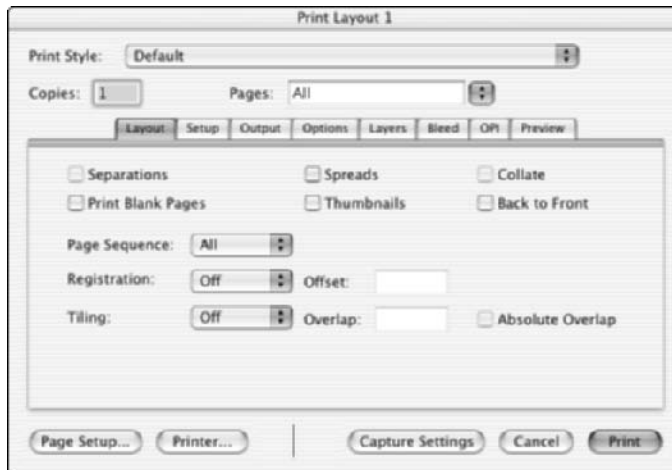 Print Layout 1
Print Style: Default
Copies: 1 Pages: All
Layout Setup Output Options Layers Bleed OPI Preview
Separations Spreads Collate
Print Blank Pages Thumbnails Back to Front
Page Sequence: All
Registration: Off Offset:
Tiling: Off Overlap: Absolute Overlap
Page Setup... Printer... Capture Settings Cancel Print